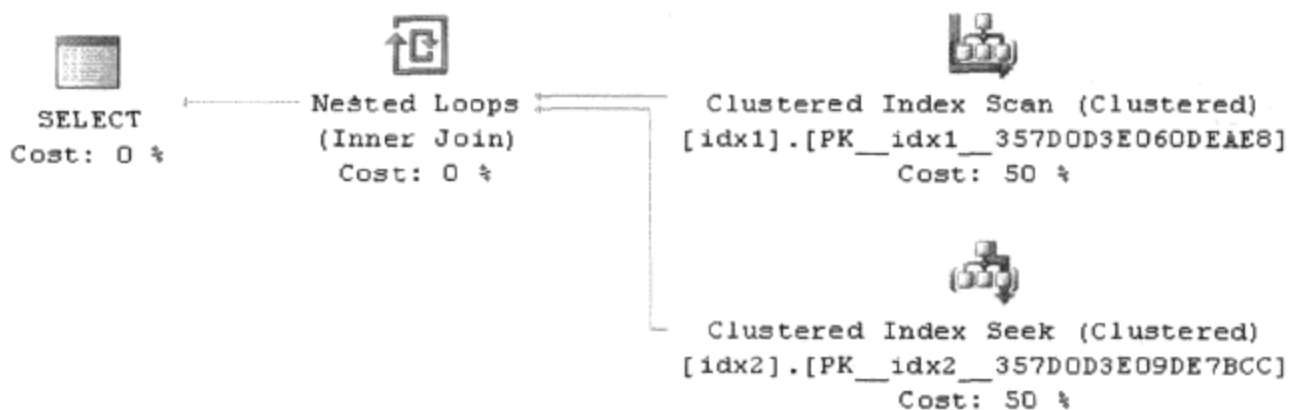 SELECT
Cost: 0 %
Nested Loops
(Inner Join)
Cost: 0 %
Clustered Index Scan (Clustered)
[idx1].[PK__idx1__357D0D3E060DEAE8]
Cost: 50 %
Clustered Index Seek (Clustered)
[idx2].[PK__idx2__357D0D3E09DE7BCC]
Cost: 50 %